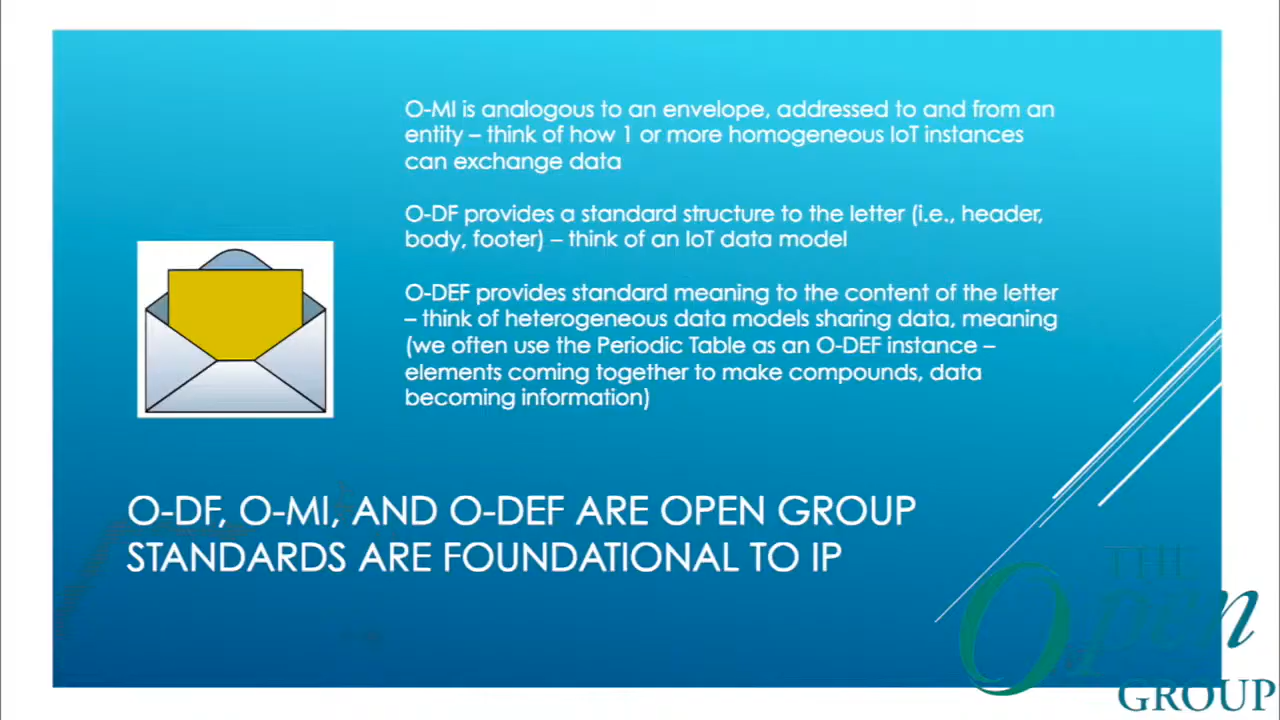 O-MI is analogous to an envelope, addressed to and from an
entity – think of how 1 or more homogeneous IoT instances
can exchange data
O-DF provides a standard structure to the letter (i.e., header,
body, footer) – think of an IoT data model
O-DEF provides standard meaning to the content of the letter
– think of heterogeneous data models sharing data, meaning
(we often use the Periodic Table as an O-DEF instance –
elements coming together to make compounds, data
becoming information)
O-DF, O-MI, AND O-DEF ARE OPEN GROUP
STANDARDS ARE FOUNDATIONAL TO IP
THE
Open
GROUP